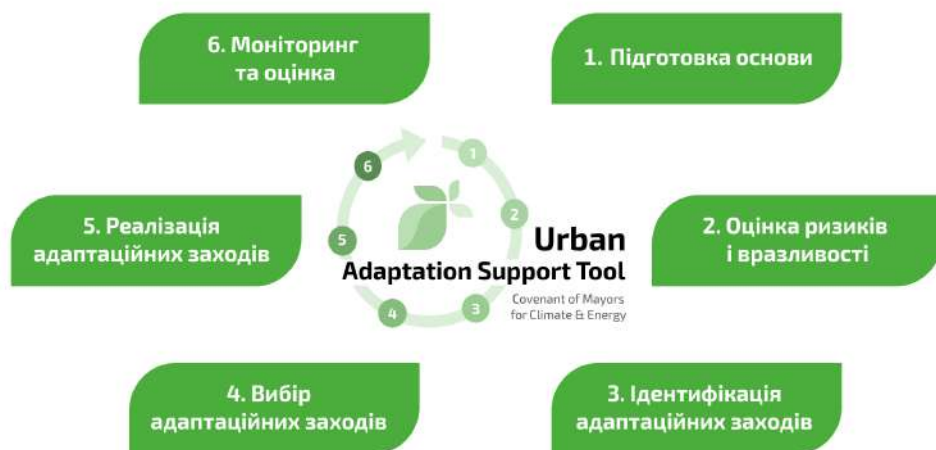 6. Моніторинг
та оцінка
1. Підготовка основи
6
1
2
5
4
3
5. Реалізація
адаптаційних заходів
Urban
Adaptation Support Tool
Covenant of Mayors
for Climate & Energy
2. Оцінка ризиків
і вразливості
4. Вибір
адаптаційних заходів
3. Ідентифікація
адаптаційних заходів